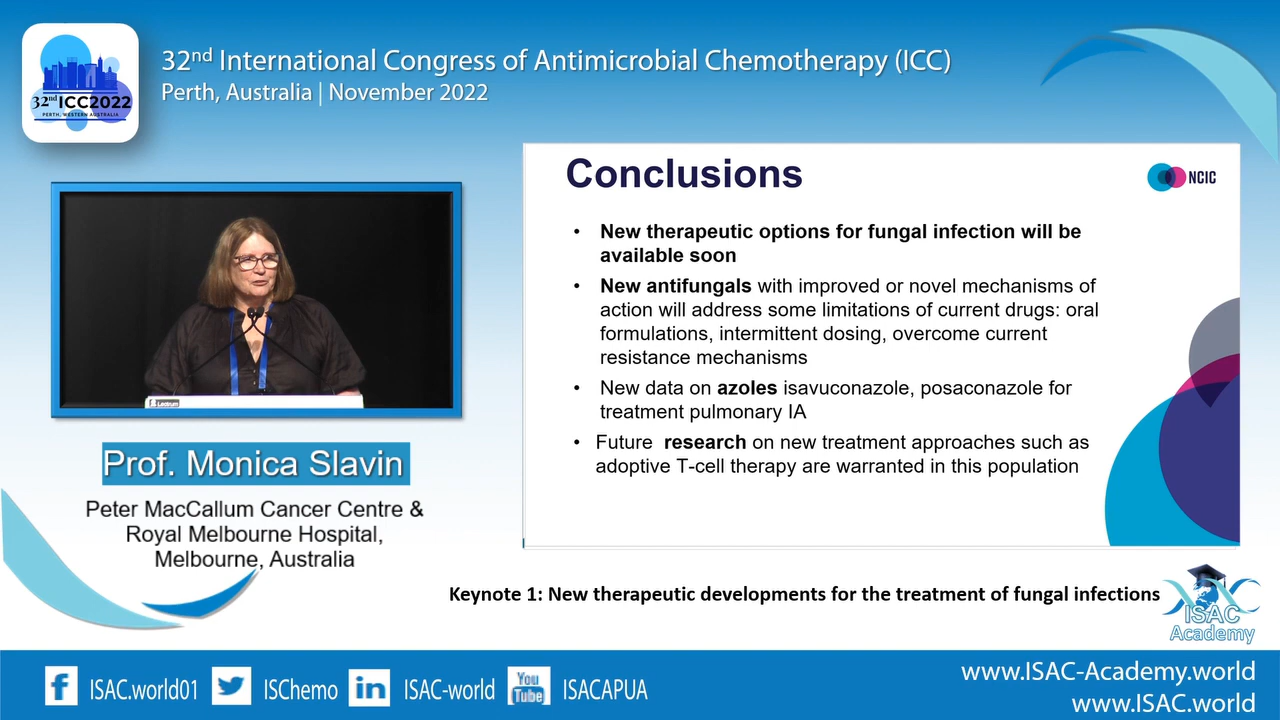 32nd International Congress of Antimicrobial Chemotherapy (ICC)
Perth, Australia | November 2022
32nd ICC2022
PERTH, WESTERN AUSTRALIA
Lectrum
Prof. Monica Slavin
Peter MacCallum Cancer Centre &
Royal Melbourne Hospital,
Melbourne, Australia
Conclusions
NCIC
• New therapeutic options for fungal infection will be
available soon
• New antifungals with improved or novel mechanisms of
action will address some limitations of current drugs: oral
formulations, intermittent dosing, overcome current
resistance mechanisms
• New data on azoles isavuconazole, posaconazole for
treatment pulmonary IA
• Future research on new treatment approaches such as
adoptive T-cell therapy are warranted in this population
Keynote 1: New therapeutic developments for the treatment of fungal infections
ISAC
Academy
f ISAC.world01
ISChemo
in ISAC-world
You
Tube
ISACAPUA
www.ISAC-Academy.world
www.ISAC.world